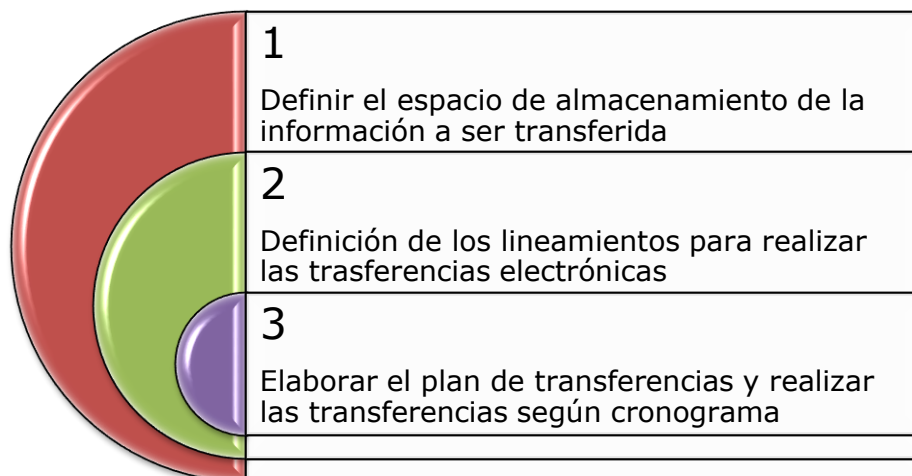 1
Definir el espacio de almacenamiento de la
información a ser transferida
2
Definición de los lineamientos para realizar
las trasferencias electrónicas
3
Elaborar el plan de transferencias y realizar
las transferencias según cronograma